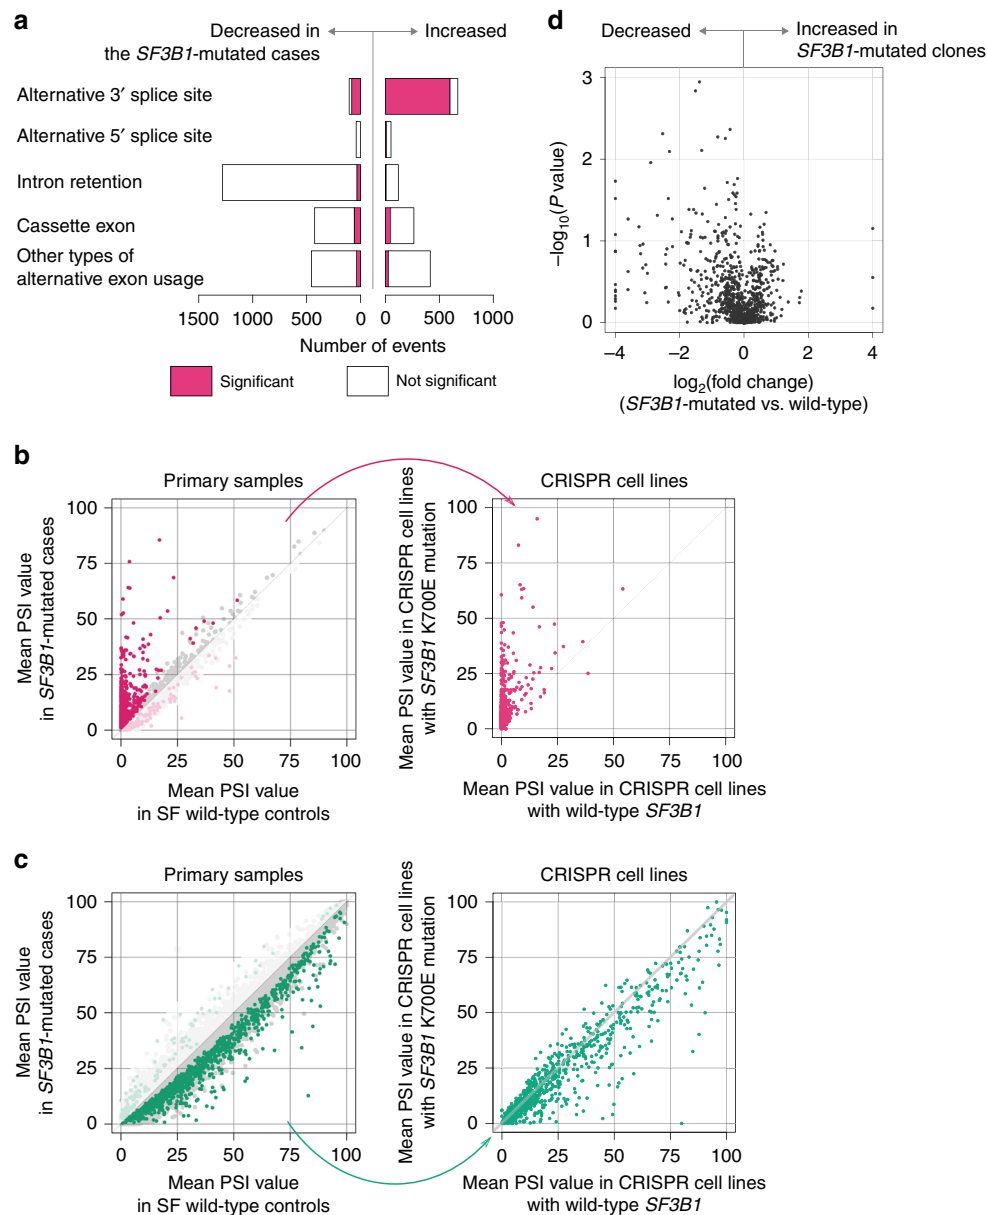 a
Decreased in
the SF3B1-mutated cases
Increased
Alternative 3′ splice site
Alternative 5′ splice site
Intron retention
Cassette exon
Other types of
alternative exon usage
1500 1000 500 0 0 500 1000
Number of events
Significant
Not significant
d
Decreased
Increased in
SF3B1-mutated clones
3
2
1
0
–log10(P value)
−4 −2 0 2 4
log2(fold change)
(SF3B1-mutated vs. wild-type)
b
Primary samples
Mean PSI value
in SF3B1-mutated cases
100
75
50
25
0
0 25 50 75 100
Mean PSI value
in SF wild-type controls
CRISPR cell lines
Mean PSI value in CRISPR cell lines
with SF3B1 K700E mutation
100
75
50
25
0
0 25 50 75 100
Mean PSI value in CRISPR cell lines
with wild-type SF3B1
c
Primary samples
Mean PSI value
in SF3B1-mutated cases
100
75
50
25
0
0 25 50 75 100
Mean PSI value
in SF wild-type controls
CRISPR cell lines
Mean PSI value in CRISPR cell lines
with SF3B1 K700E mutation
100
75
50
25
0
0 25 50 75 100
Mean PSI value in CRISPR cell lines
with wild-type SF3B1